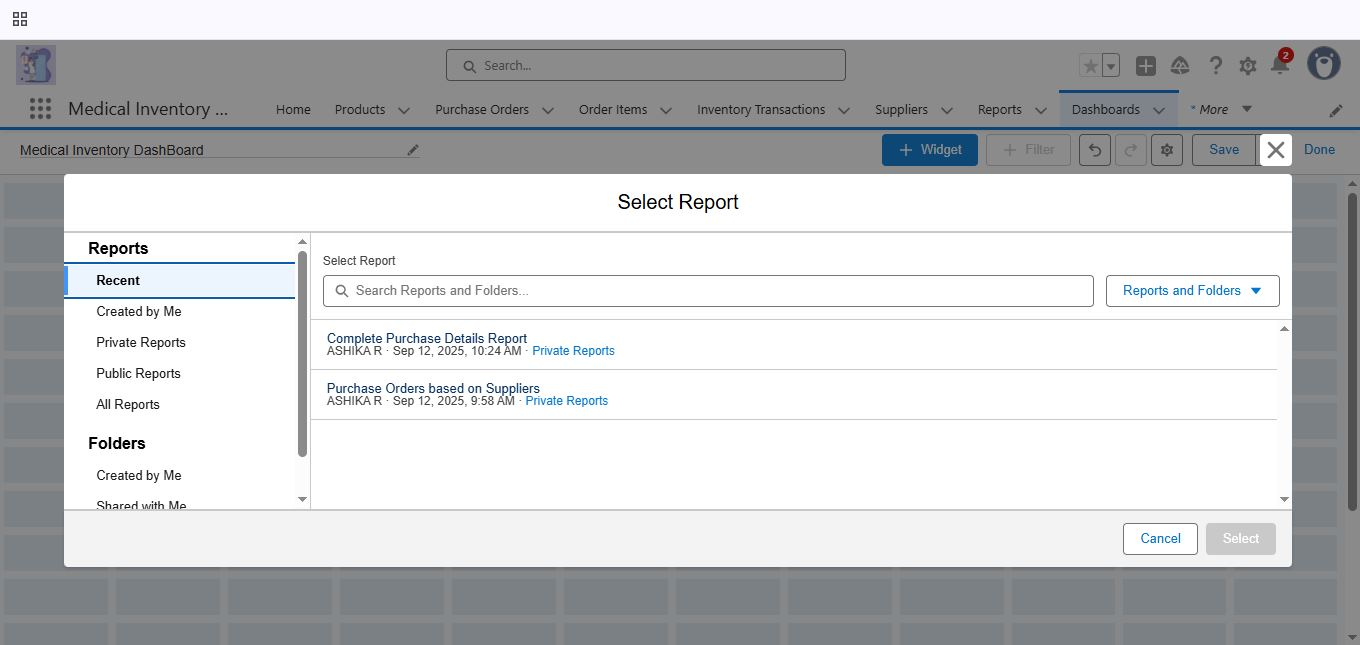 Search...
2
Medical Inventory ...
Home
Products
Purchase Orders
Order Items
Inventory Transactions
Suppliers
Reports
Dashboards
* More
Medical Inventory DashBoard
+ Widget
+ Filter
Save
Done
Select Report
Reports
Recent
Created by Me
Private Reports
Public Reports
All Reports
Folders
Created by Me
Shared with Me
Select Report
Search Reports and Folders...
Reports and Folders
Complete Purchase Details Report
ASHIKA R · Sep 12, 2025, 10:24 AM · Private Reports
Purchase Orders based on Suppliers
ASHIKA R · Sep 12, 2025, 9:58 AM · Private Reports
Cancel
Select